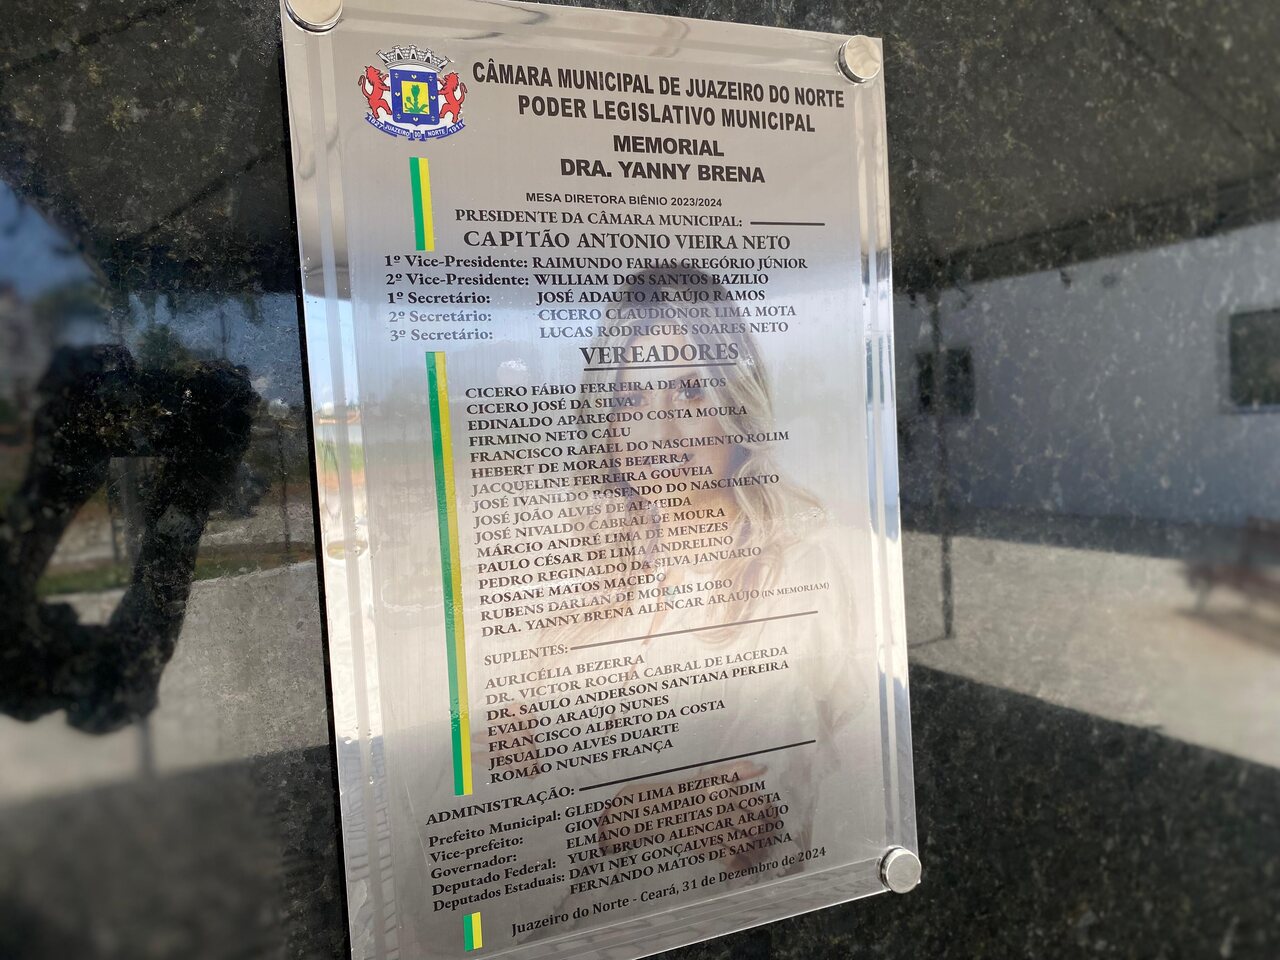 CÂMARA MUNICIPAL DE JUAZEIRO DO NORTE
PODER LEGISLATIVO MUNICIPAL
1827 JUAZEIRO DO NORTE 1911
MEMORIAL
DRA. YANNY BRENA
MESA DIRETORA BIÊNIO 2023/2024
PRESIDENTE DA CÂMARA MUNICIPAL:
CAPITÃO ANTONIO VIEIRA NETO
1º Vice-Presidente: RAIMUNDO FARIAS GREGÓRIO JÚNIOR
2º Vice-Presidente: WILLIAM DOS SANTOS BAZILIO
1º Secretário: JOSÉ ADAUTO ARAÚJO RAMOS
2º Secretário: CICERO CLAUDIONOR LIMA MOTA
3º Secretário: LUCAS RODRIGUES SOARES NETO
VEREADORES
CICERO FÁBIO FERREIRA DE MATOS
CICERO JOSÉ DA SILVA
EDINALDO APARECIDO COSTA MOURA
FIRMINO NETO CALU
FRANCISCO RAFAEL DO NASCIMENTO ROLIM
HEBERT DE MORAIS BEZERRA
JACQUELINE FERREIRA GOUVEIA
JOSÉ IVANILDO ROSENDO DO NASCIMENTO
JOSÉ JOÃO ALVES DE ALMEIDA
JOSÉ NIVALDO CABRAL DE MOURA
MÁRCIO ANDRÉ LIMA DE MENEZES
PAULO CÉSAR DE LIMA ANDRELINO
PEDRO REGINALDO DA SILVA JANUARIO
ROSANE MATOS MACEDO
RUBENS DARLAN DE MORAIS LOBO
DRA. YANNY BRENA ALENCAR ARAÚJO (IN MEMORIAM)
SUPLENTES:
AURICÉLIA BEZERRA
DR. VICTOR ROCHA CABRAL DE LACERDA
DR. SAULO ANDERSON SANTANA PEREIRA
EVALDO ARAÚJO NUNES
FRANCISCO ALBERTO DA COSTA
JESUALDO ALVES DUARTE
ROMÃO NUNES FRANÇA
ADMINISTRAÇÃO:
Prefeito Municipal: GLEDSON LIMA BEZERRA
Vice-prefeito: GIOVANNI SAMPAIO GONDIM
Governador: ELMANO DE FREITAS DA COSTA
Deputado Federal: YURY BRUNO ALENCAR ARAÚJO
Deputados Estaduais: DAVI NEY GONÇALVES MACEDO
FERNANDO MATOS DE SANTANA
Juazeiro do Norte - Ceará, 31 de Dezembro de 2024